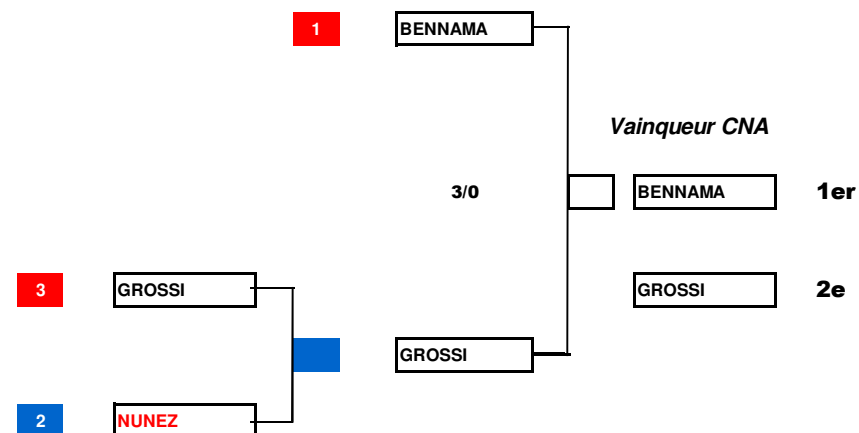 1 BENNAMA
Vainqueur CNA
3/0 BENNAMA 1er
3 GROSSI GROSSI 2e
GROSSI
2 NUNEZ